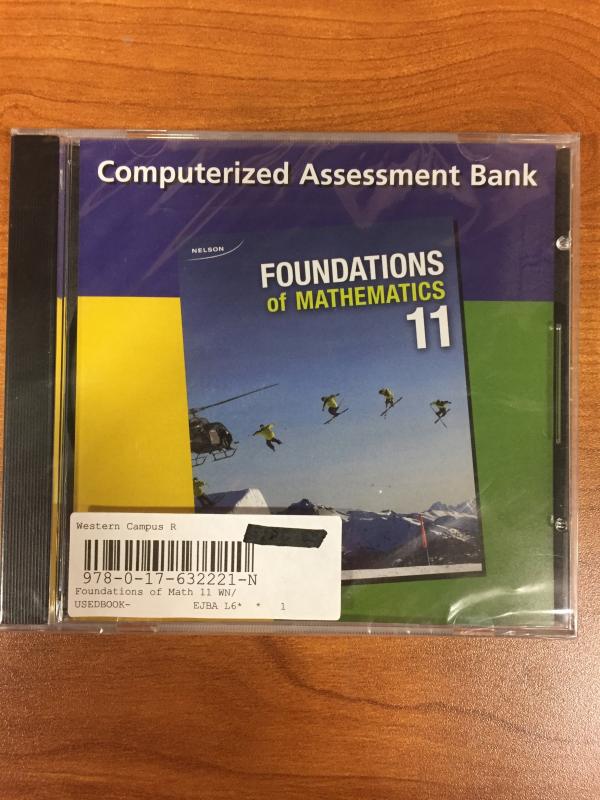 Computerized Assessment Bank
NELSON
FOUNDATIONS
of MATHEMATICS
11
Western Campus R
978-0-17-632221-N
Foundations of Math 11 WN/
USEDBOOK- EJBA L6* * 1